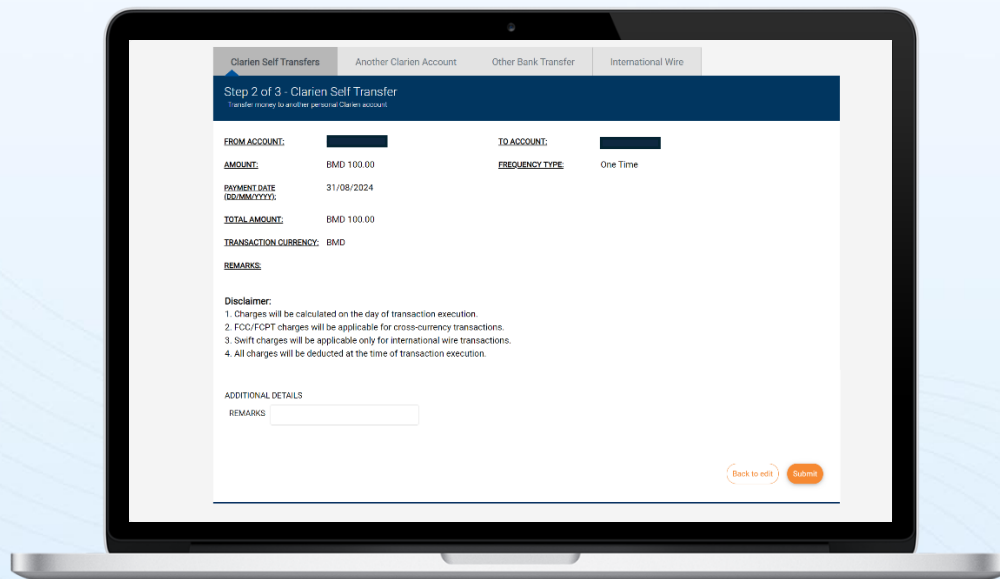 Clarien Self Transfers Another Clarien Account Other Bank Transfer International Wire
Step 2 of 3 - Clarien Self Transfer
Transfer money to another personal Clarien account
FROM ACCOUNT: TO ACCOUNT:
AMOUNT: BMD 100.00 FREQUENCY TYPE: One Time
PAYMENT DATE 31/08/2024
(DD/MM/YYYY):
TOTAL AMOUNT: BMD 100.00
TRANSACTION CURRENCY: BMD
REMARKS:
Disclaimer:
1. Charges will be calculated on the day of transaction execution.
2. FCC/FCPT charges will be applicable for cross-currency transactions.
3. Swift charges will be applicable only for international wire transactions.
4. All charges will be deducted at the time of transaction execution.
ADDITIONAL DETAILS
REMARKS
Back to edit Submit